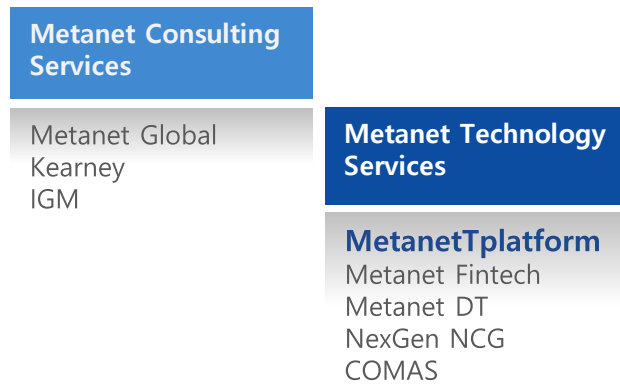 Metanet Consulting
Services
Metanet Global
Kearney
IGM
Metanet Technology
Services
MetanetTplatform
Metanet Fintech
Metanet DT
NexGen NCG
COMAS